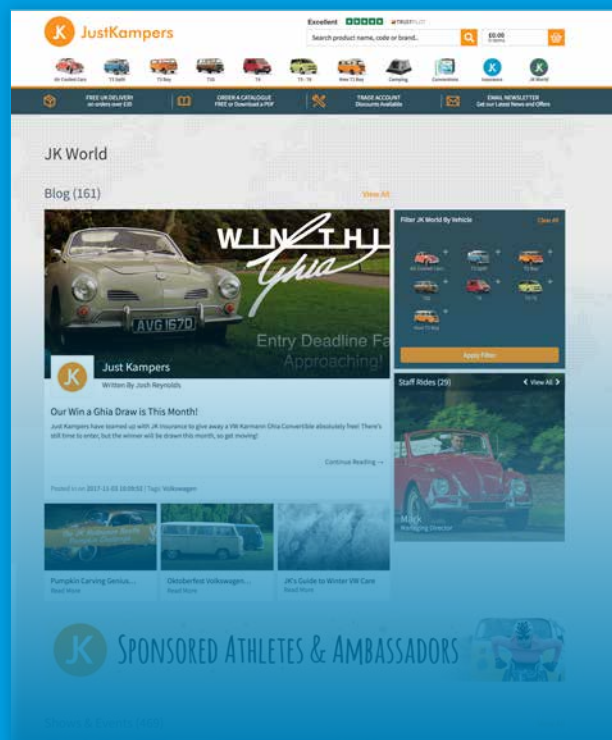 Excellent TRUSTPILOT
JK JustKampers
Search product name, code or brand..
£0.00
0 items
Air Cooled Cars T2 Split T2 Bay T25 T4 T5 - T6 New T2 Bay Camping Conventions Insurance JK World
FREE UK DELIVERY
on orders over £30
ORDER A CATALOGUE
FREE or Download a PDF
TRADE ACCOUNT
Discounts Available
EMAIL NEWSLETTER
Get our Latest News and Offers
JK World
Blog (161) View All
WIN THI
Ghia
AVG 167D
Entry Deadline Fa
Approaching!
JK
Just Kampers
Written By Josh Reynolds
Our Win a Ghia Draw is This Month!
Just Kampers have teamed up with JK Insurance to give away a VW Karmann Ghia Convertible absolutely free! There's
still time to enter, but the winner will be drawn this month, so get moving!
Continue Reading →
Posted in on 2017-11-03 | Tags: Volkswagen
Pumpkin Carving Genius...
Read More
Oktoberfest Volkswagen...
Read More
JK's Guide to Winter VW Care
Read More
Filter JK World By Vehicle Clear All
Air Cooled Cars T2 Split T2 Bay
T25 T4 T5-T6
New T2 Bay
Apply Filter
Staff Rides (29) View All
Mark
Managing Director
JK SPONSORED ATHLETES & AMBASSADORS
Shows & Events